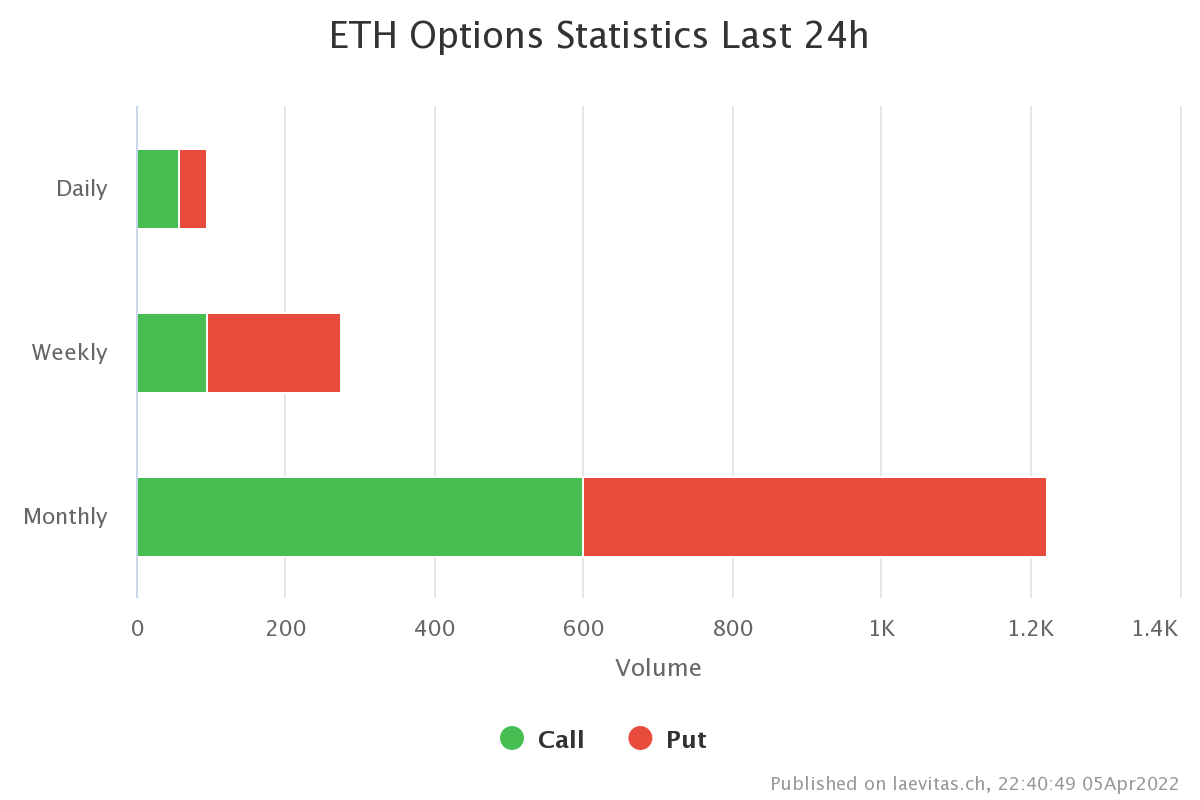 ETH Options Statistics Last 24h
Daily
Weekly
Monthly
0 200 400 600 800 1K 1.2K 1.4K
Volume
Call Put
Published on laevitas.ch, 22:40:49 05Apr2022